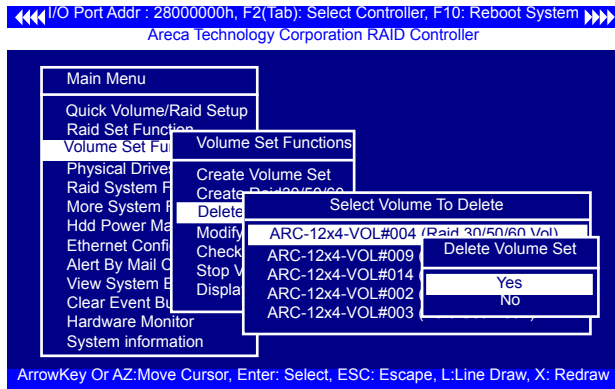 I/O Port Addr : 28000000h, F2(Tab): Select Controller, F10: Reboot System
Areca Technology Corporation RAID Controller
Main Menu
Quick Volume/Raid Setup
Raid Set Function
Volume Set Fu
Physical Drive
Raid System F
More System F
Hdd Power Ma
Ethernet Confi
Alert By Mail C
View System E
Clear Event Bu
Hardware Monitor
System information
Volume Set Functions
Create Volume Set
Create Raid30/50/60
Delete
Modify
Check
Stop V
Displa
Select Volume To Delete
ARC-12x4-VOL#004 (Raid 30/50/60 Vol)
ARC-12x4-VOL#009 (
ARC-12x4-VOL#014 (
ARC-12x4-VOL#002 (
ARC-12x4-VOL#003 (
Delete Volume Set
Yes
No
ArrowKey Or AZ:Move Cursor, Enter: Select, ESC: Escape, L:Line Draw, X: Redraw